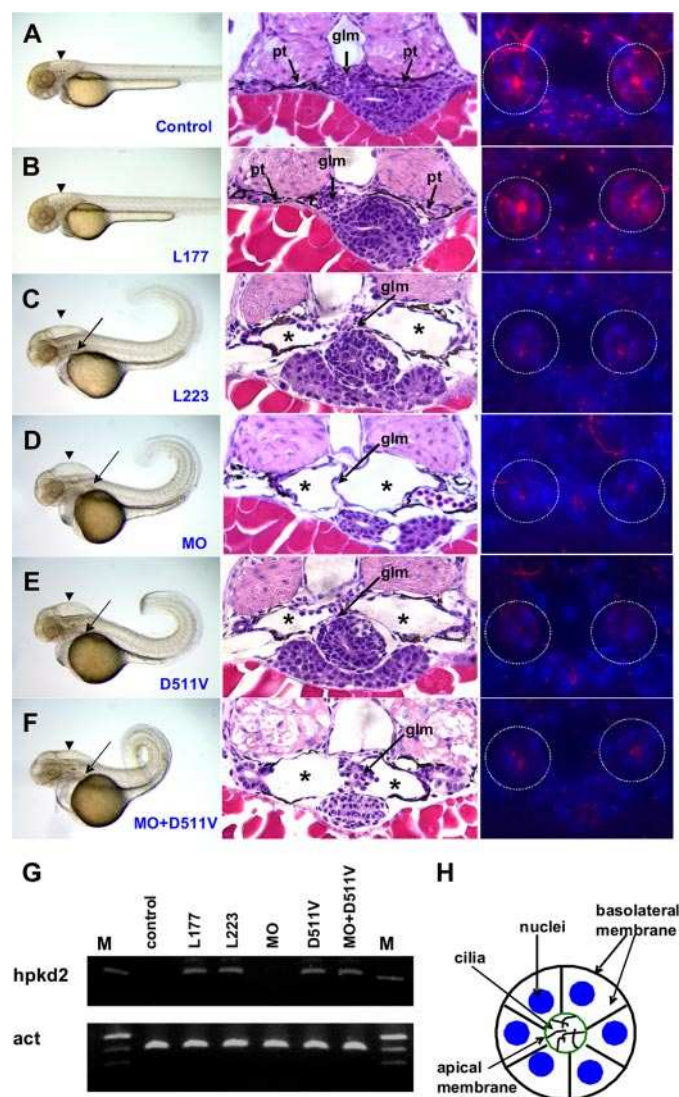 A
glm
pt
pt
Control
B
glm
pt
pt
L177
C
glm
*
*
L223
D
glm
*
*
MO
E
glm
*
*
D511V
F
glm
*
*
MO+D511V
G
H
M
control
L177
L223
MO
D511V
MO+D511V
M
hpkd2
act
nuclei
basolateral
membrane
cilia
apical
membrane